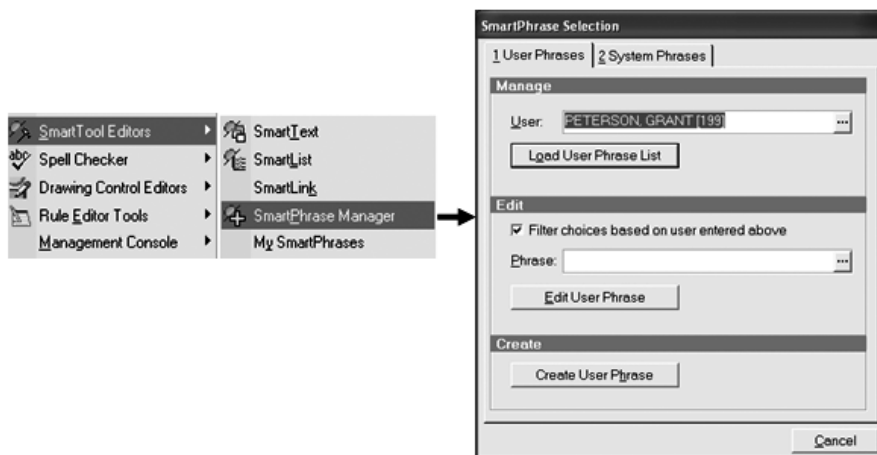 SmartTool Editors
Spell Checker
Drawing Control Editors
Rule Editor Tools
Management Console
SmartText
SmartList
SmartLink
SmartPhrase Manager
My SmartPhrases
SmartPhrase Selection
1 User Phrases 2 System Phrases
Manage
User: PETERSON, GRANT [199] ...
Load User Phrase List
Edit
Filter choices based on user entered above
Phrase: ...
Edit User Phrase
Create
Create User Phrase
Cancel